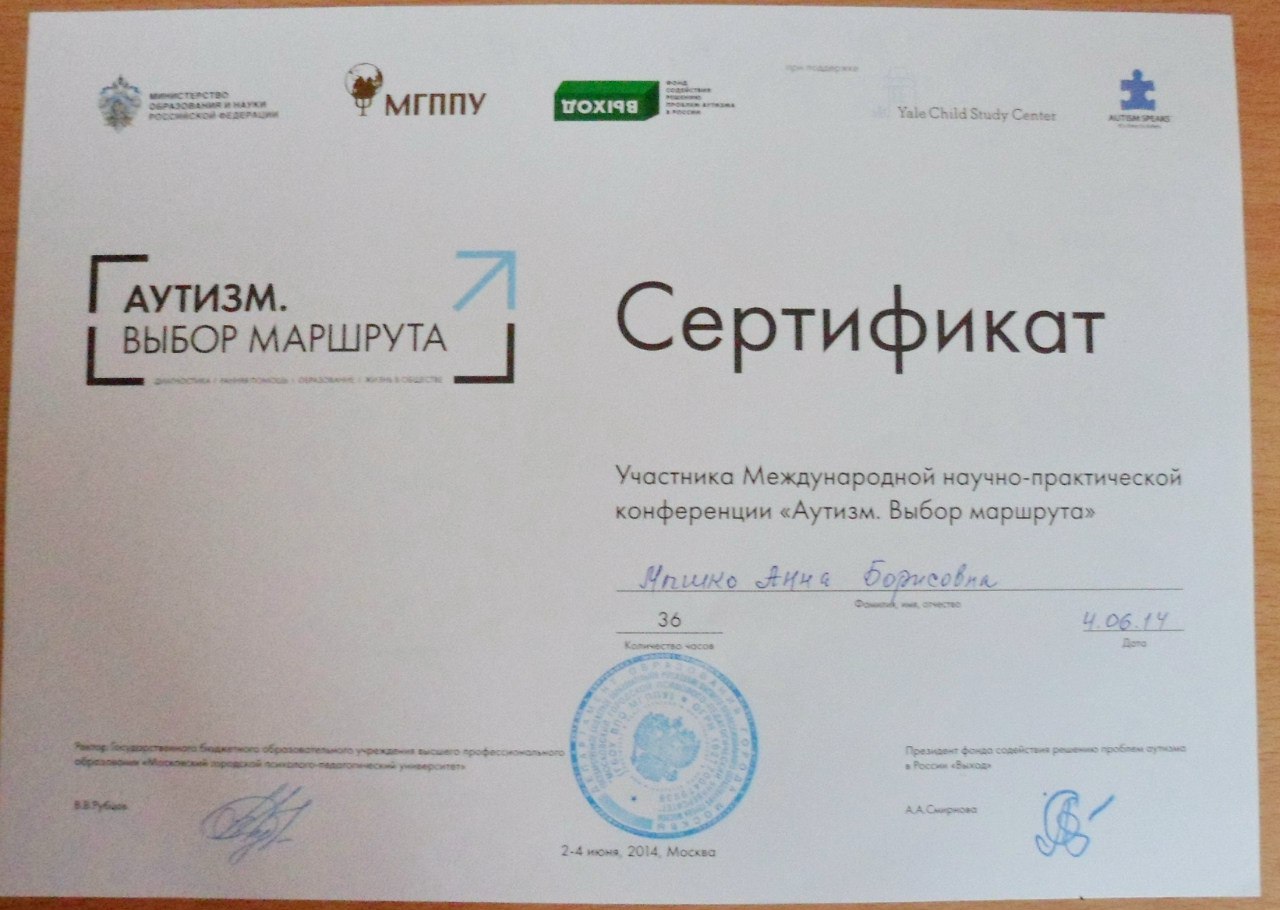 МИНИСТЕРСТВО
ОБРАЗОВАНИЯ И НАУКИ
РОССИЙСКОЙ ФЕДЕРАЦИИ
МГППУ
ВЫХОД
ФОНД
СОДЕЙСТВИЯ
РЕШЕНИЮ
ПРОБЛЕМ АУТИЗМА
В РОССИИ
при поддержке
Yale Child Study Center
AUTISM SPEAKS
АУТИЗМ.
ВЫБОР МАРШРУТА
ДИАГНОСТИКА / РАННЯЯ ПОМОЩЬ / ОБРАЗОВАНИЕ / ЖИЗНЬ В ОБЩЕСТВЕ
Сертификат
Участника Международной научно-практической
конференции «Аутизм. Выбор маршрута»
Мышко Анна Борисовна
Фамилия, имя, отчество
36
4.06.14
Количество часов
Дата
Ректор Государственного бюджетного образовательного учреждения высшего профессионального
образования «Московский городской психолого-педагогический университет»
В.В.Рубцов
Президент фонда содействия решению проблем аутизма
в России «Выход»
А.А.Смирнова
2-4 июня, 2014, Москва